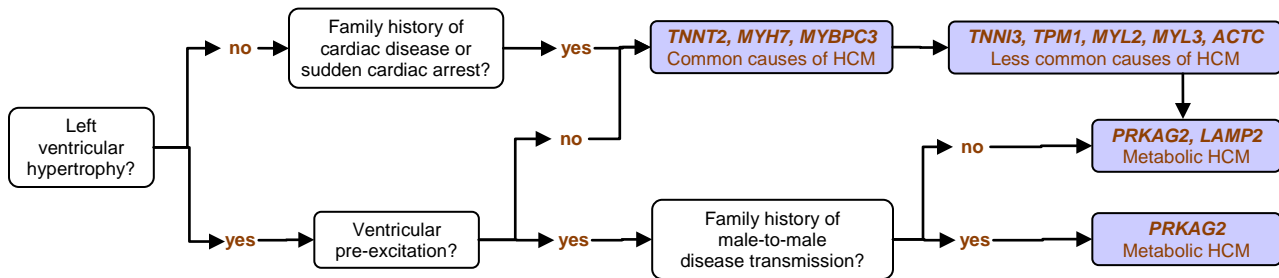 Left
ventricular
hypertrophy?
no
Family history of
cardiac disease or
sudden cardiac arrest?
yes
TNNT2, MYH7, MYBPC3
Common causes of HCM
TNNI3, TPM1, MYL2, MYL3, ACTC
Less common causes of HCM
yes
Ventricular
pre-excitation?
no
yes
Family history of
male-to-male
disease transmission?
no
PRKAG2, LAMP2
Metabolic HCM
yes
PRKAG2
Metabolic HCM